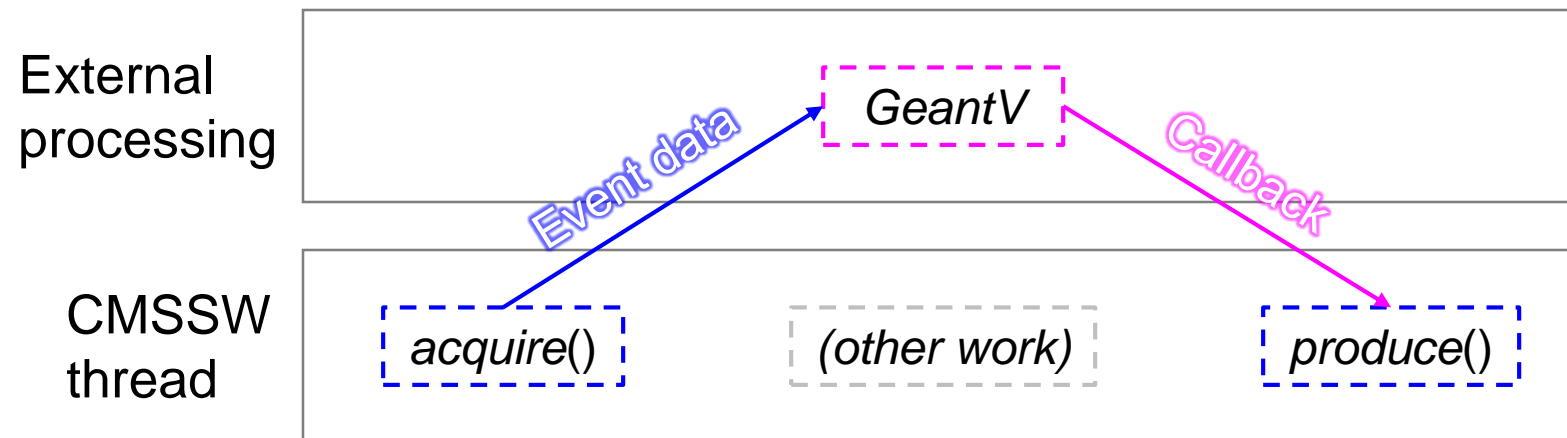 External
processing
GeantV
Event data
Callback
CMSSW
thread
acquire()
(other work)
produce()